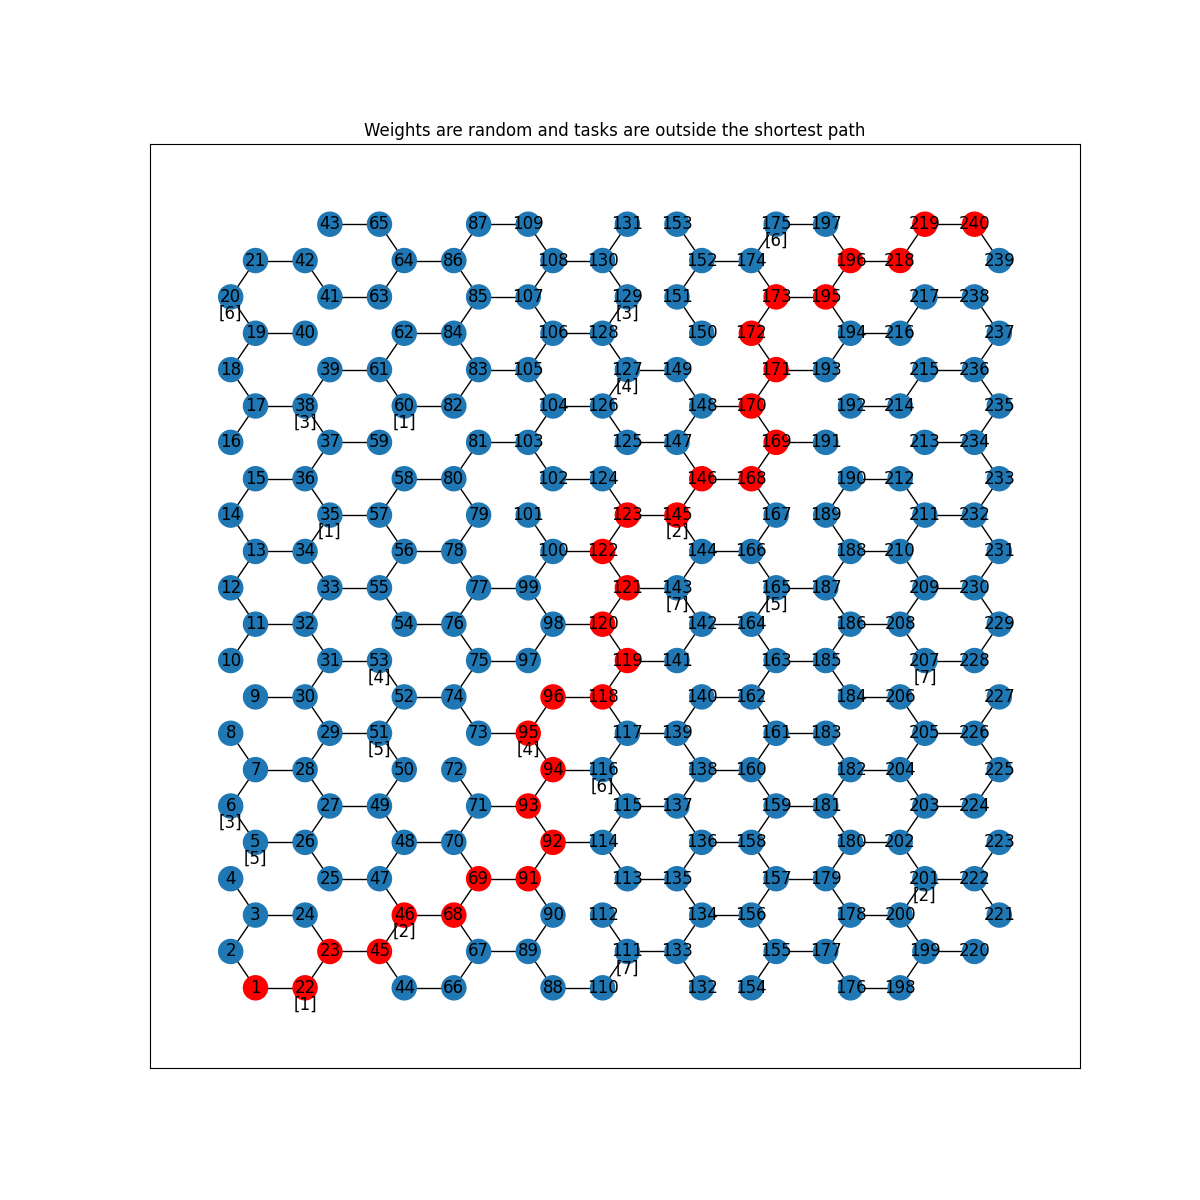 Weights are random and tasks are outside the shortest path
43 65 87 109 131 153 175 197 219 240
[6]
21 42 64 86 108 130 152 174 196 218 239
20 41 63 85 107 129 151 173 195 217 238
[6] [3]
19 40 62 84 106 128 150 172 194 216 237
18 39 61 83 105 127 149 171 193 215 236
[4]
17 38 60 82 104 126 148 170 192 214 235
[3] [1]
16 37 59 81 103 125 147 169 191 213 234
15 36 58 80 102 124 146 168 190 212 233
14 35 57 79 101 123 145 167 189 211 232
[1] [2]
13 34 56 78 100 122 144 166 188 210 231
12 33 55 77 99 121 143 165 187 209 230
[7] [5]
11 32 54 76 98 120 142 164 186 208 229
10 31 53 75 97 119 141 163 185 207 228
[4] [7]
9 30 52 74 96 118 140 162 184 206 227
8 29 51 73 95 117 139 161 183 205 226
[5] [4]
7 28 50 72 94 116 138 160 182 204 225
[6]
6 27 49 71 93 115 137 159 181 203 224
[3]
5 26 48 70 92 114 136 158 180 202 223
[5]
4 25 47 69 91 113 135 157 179 201 222
[2]
3 24 46 68 90 112 134 156 178 200 221
[2]
2 23 45 67 89 111 133 155 177 199 220
[7]
1 22 44 66 88 110 132 154 176 198
[1]